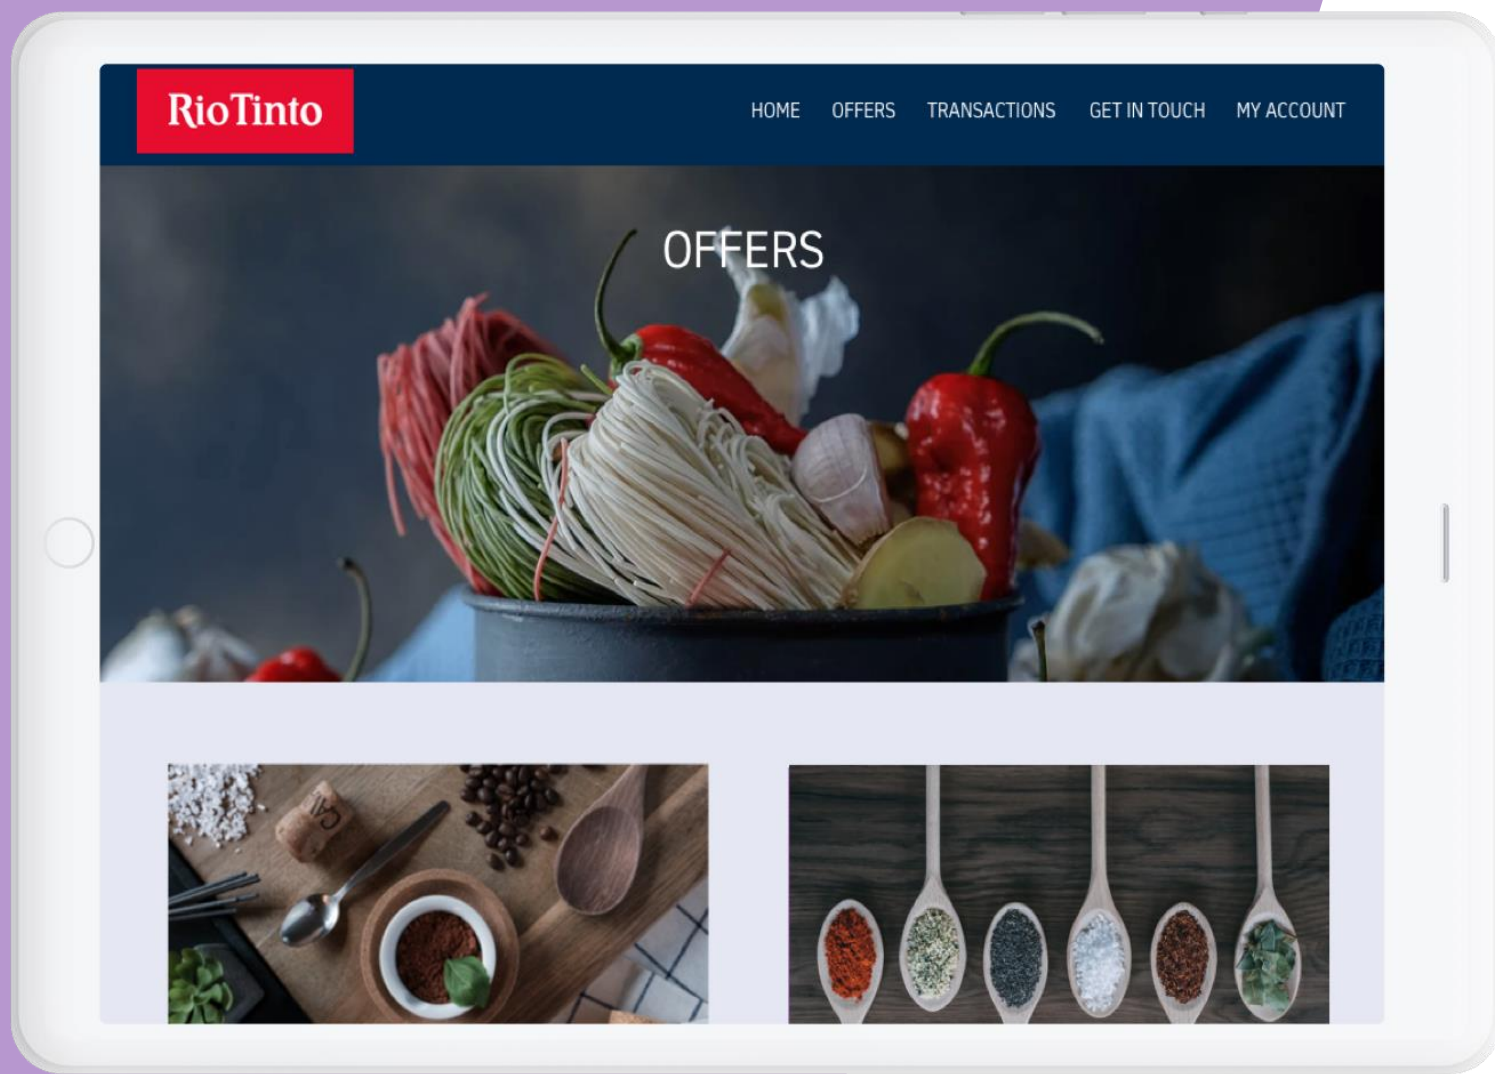 RioTinto
HOME OFFERS TRANSACTIONS GET IN TOUCH MY ACCOUNT
OFFERS